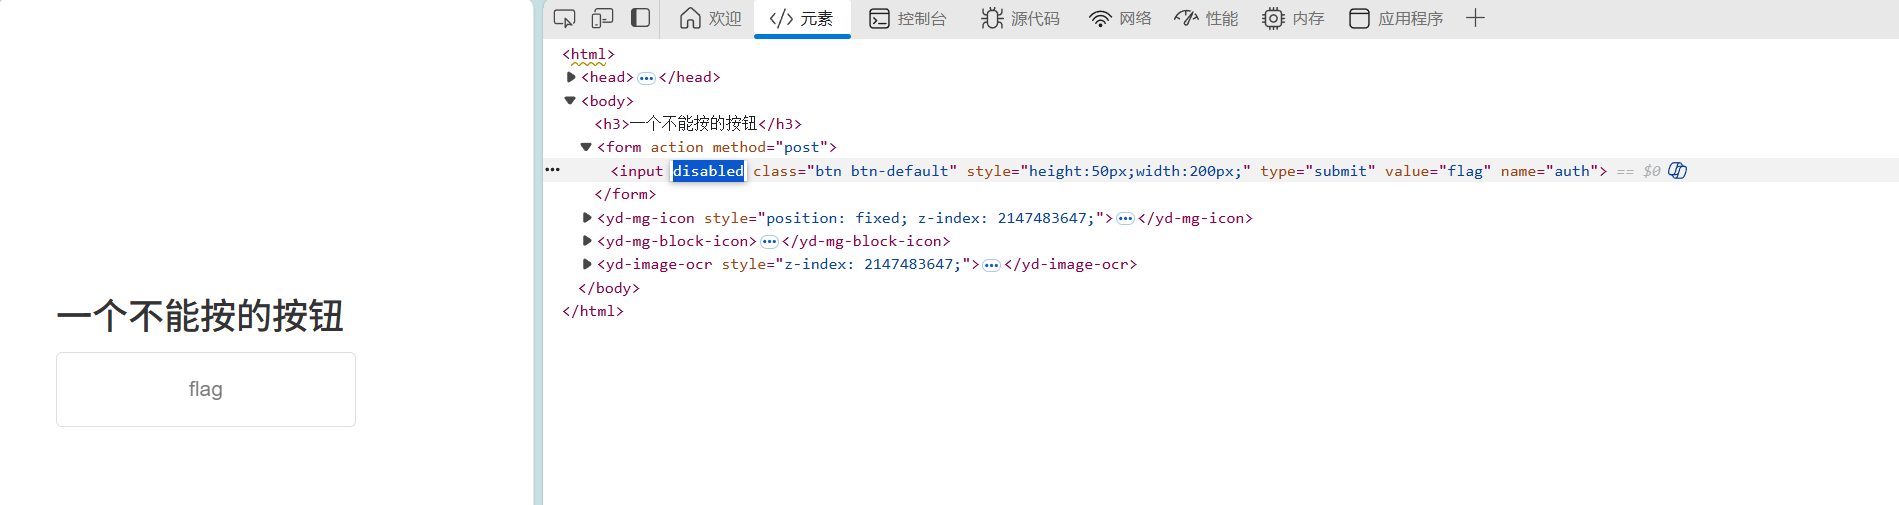 欢迎 元素 控制台 源代码 网络 性能 内存 应用程序
<html>
<head> </head>
<body>
<h3>一个不能按的按钮</h3>
<form action method="post">
<input disabled class="btn btn-default" style="height:50px;width:200px;" type="submit" value="flag" name="auth"> == $0
</form>
<yd-mg-icon style="position: fixed; z-index: 2147483647;"> </yd-mg-icon>
<yd-mg-block-icon> </yd-mg-block-icon>
<yd-image-ocr style="z-index: 2147483647;"> </yd-image-ocr>
</body>
</html>
一个不能按的按钮
flag